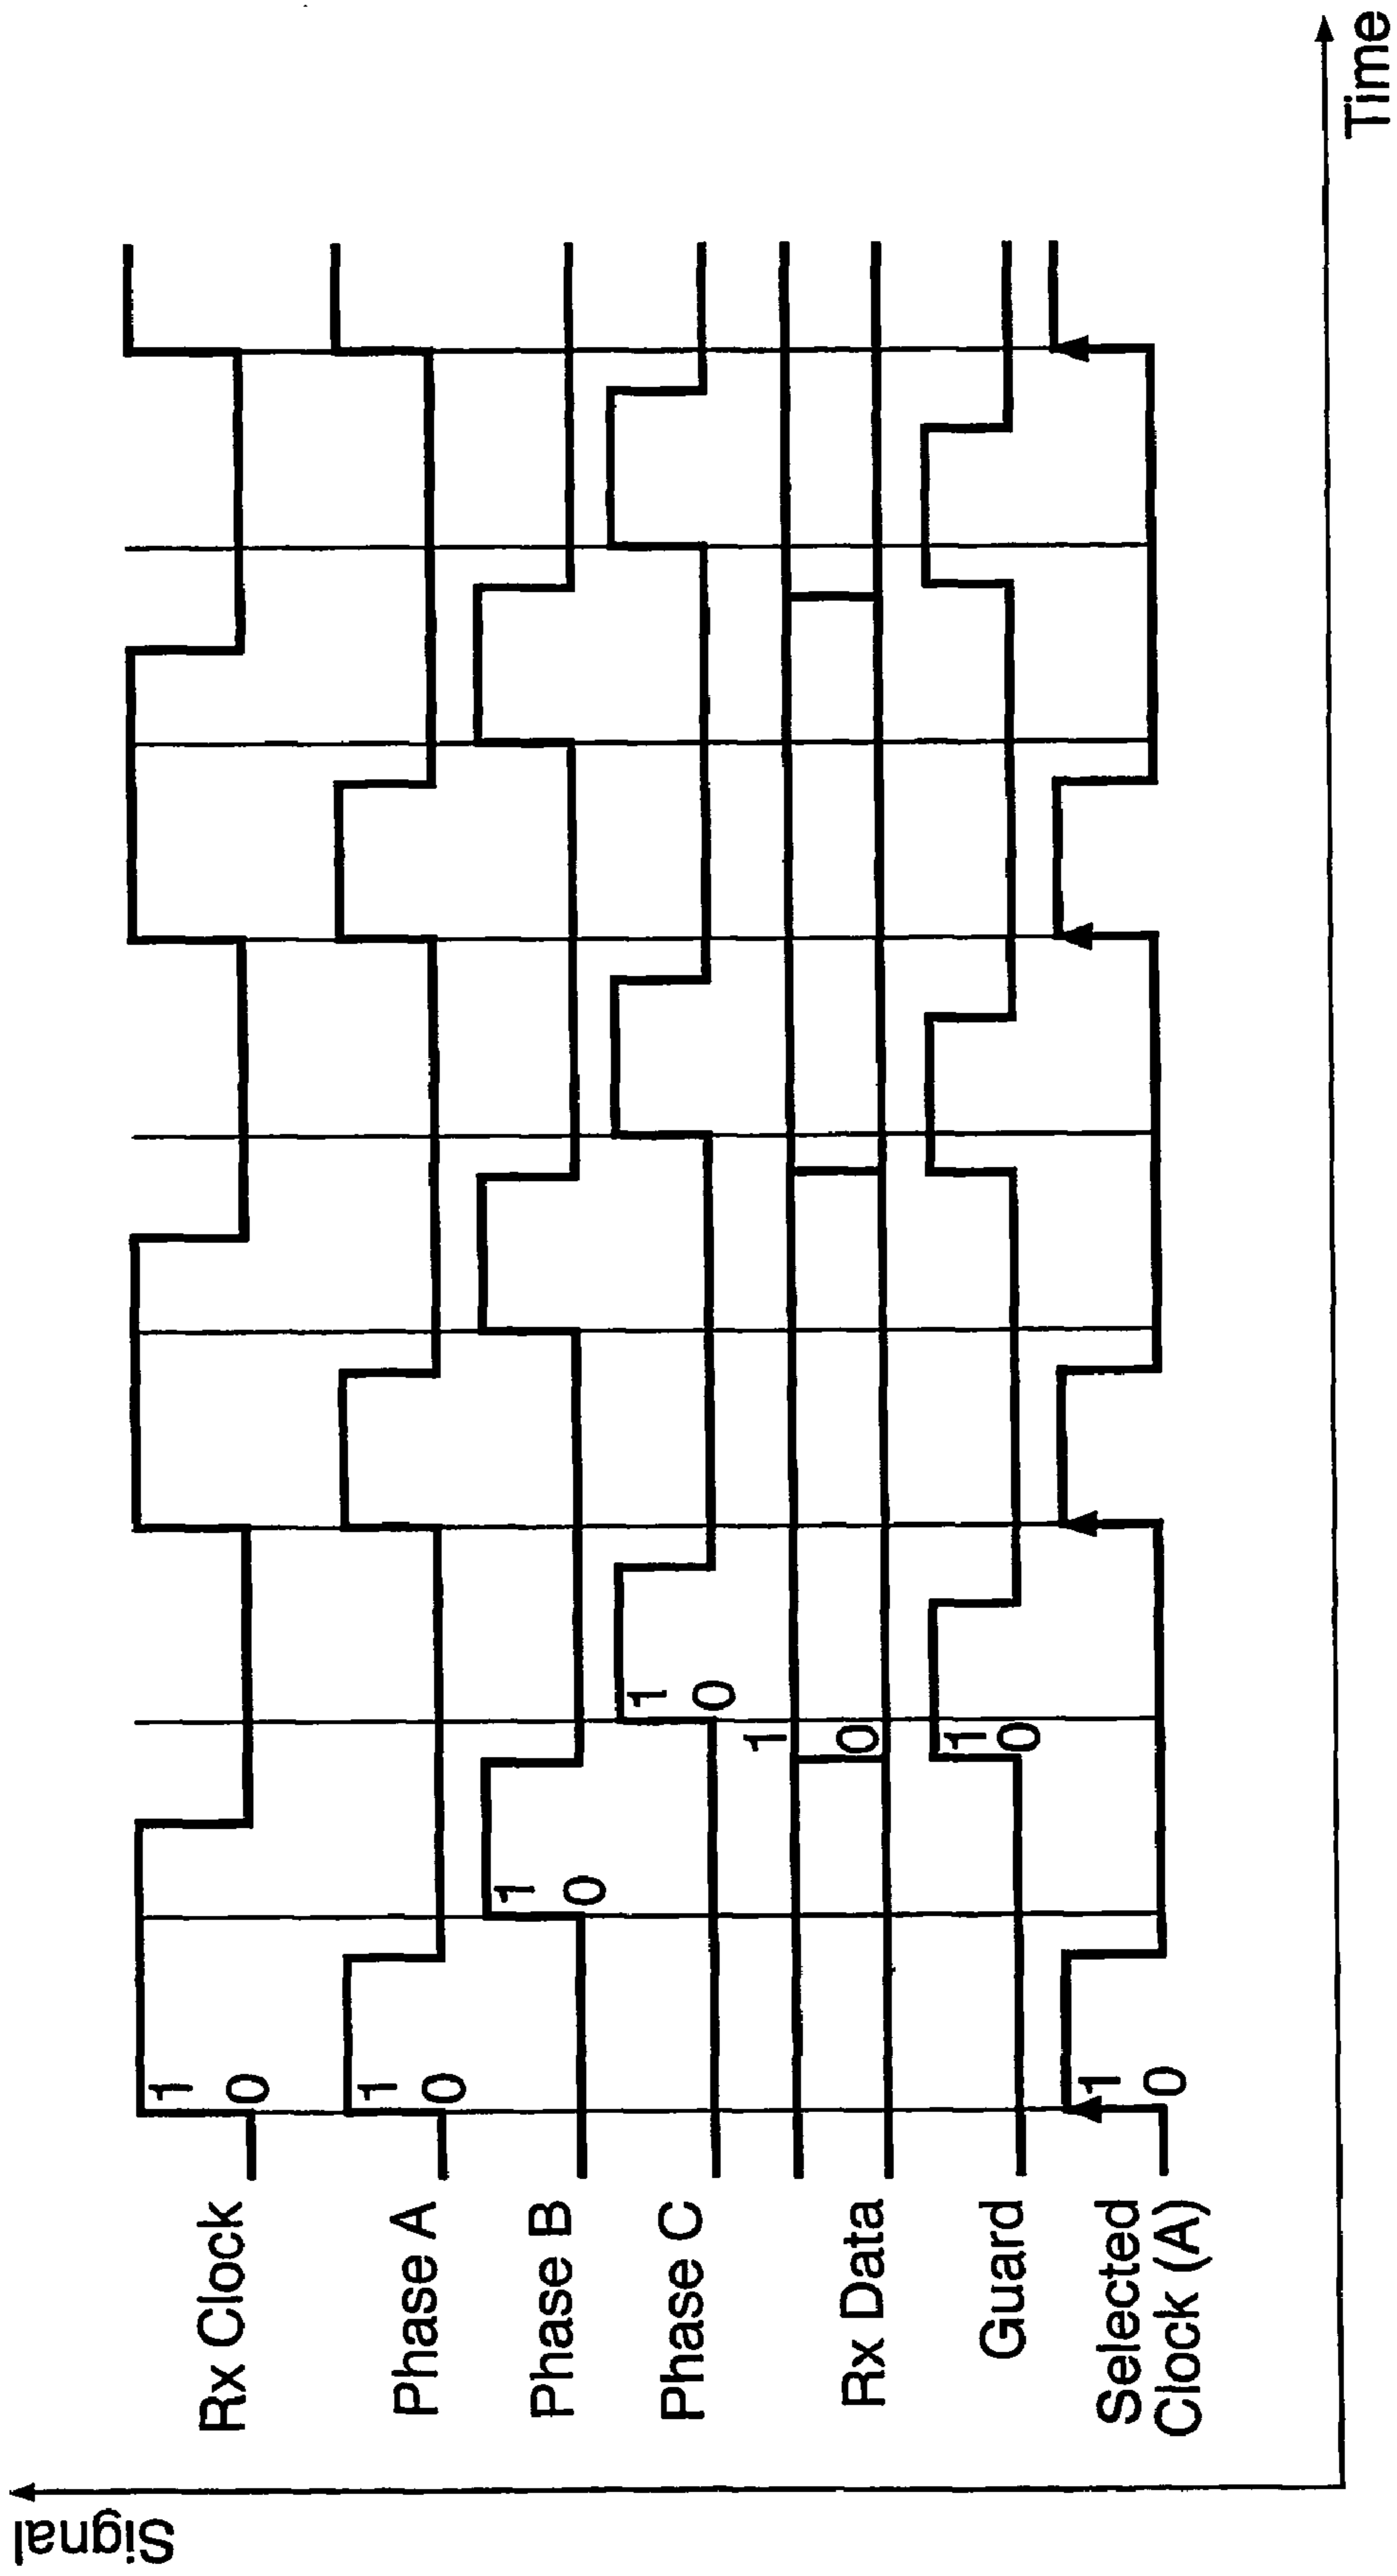 Signal
Rx Clock
1
0
Phase A
1
0
Phase B
1
0
Phase C
1
0
Rx Data
1
0
Guard
1
0
Selected
Clock (A)
1
0
Time